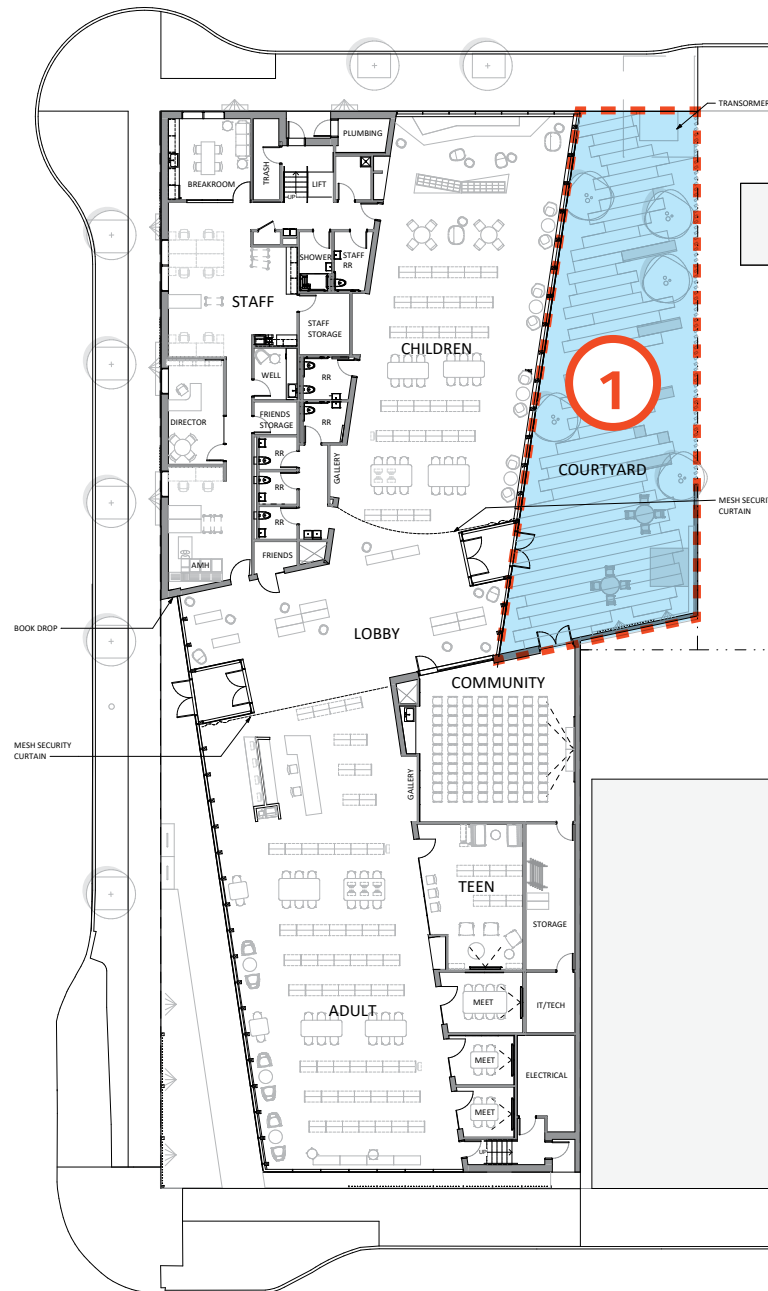 TRANSORMER
PLUMBING
TRASH
LIFT
BREAKROOM
UP
SHOWER
STAFF
RR
STAFF
STAFF
STORAGE
CHILDREN
WELL
RR
1
DIRECTOR
FRIENDS
STORAGE
RR
RR
GALLERY
COURTYARD
RR
MESH SECURIT
CURTAIN
RR
FRIENDS
AMH
BOOK DROP
LOBBY
COMMUNITY
MESH SECURITY
CURTAIN
GALLERY
TEEN
STORAGE
MEET
IT/TECH
ADULT
MEET
ELECTRICAL
MEET
UP